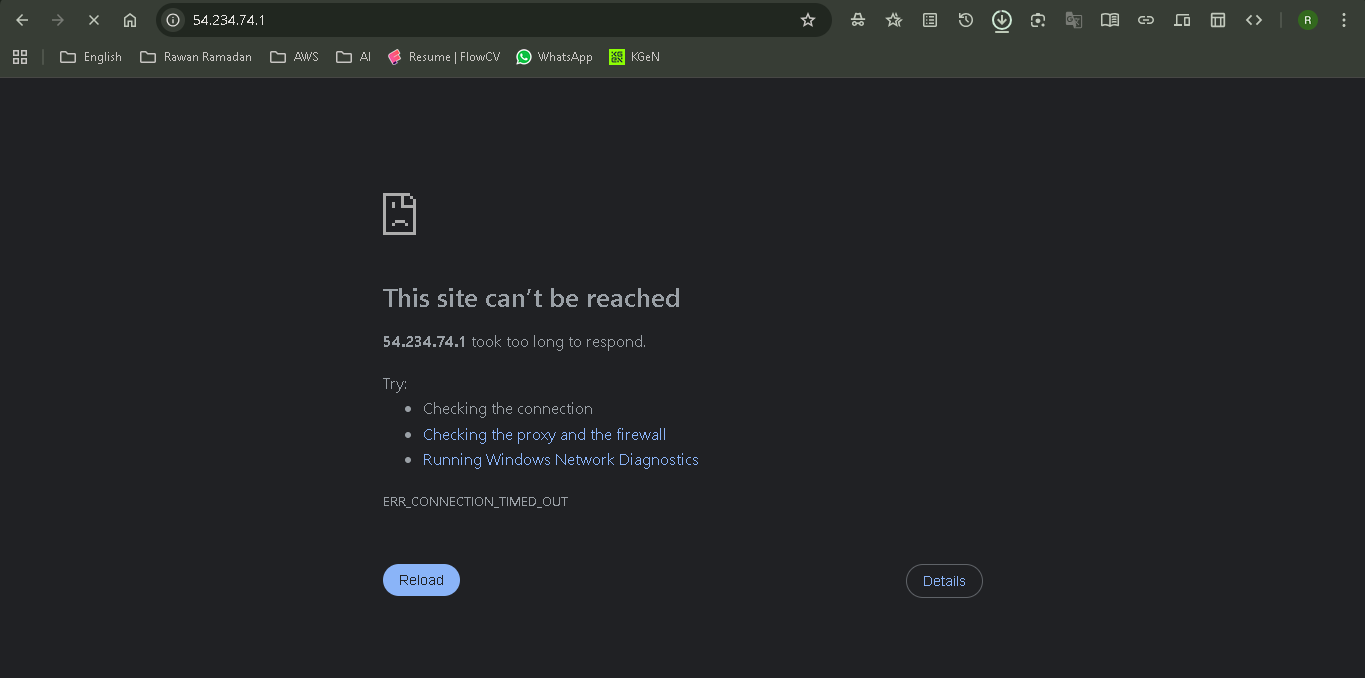 54.234.74.1
R
English
Rawan Ramadan
AWS
AI
Resume | FlowCV
WhatsApp
KGeN
This site can’t be reached
54.234.74.1 took too long to respond.
Try:
Checking the connection
Checking the proxy and the firewall
Running Windows Network Diagnostics
ERR_CONNECTION_TIMED_OUT
Reload
Details